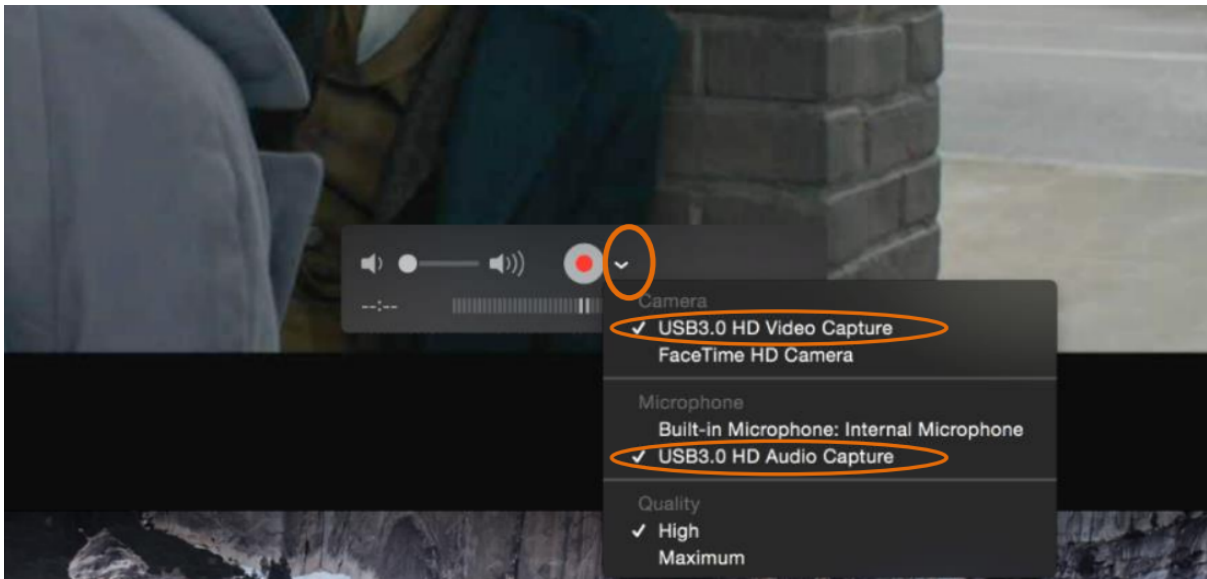 --:--
Camera
✓ USB3.0 HD Video Capture
FaceTime HD Camera
Microphone
Built-in Microphone: Internal Microphone
✓ USB3.0 HD Audio Capture
Quality
✓ High
Maximum